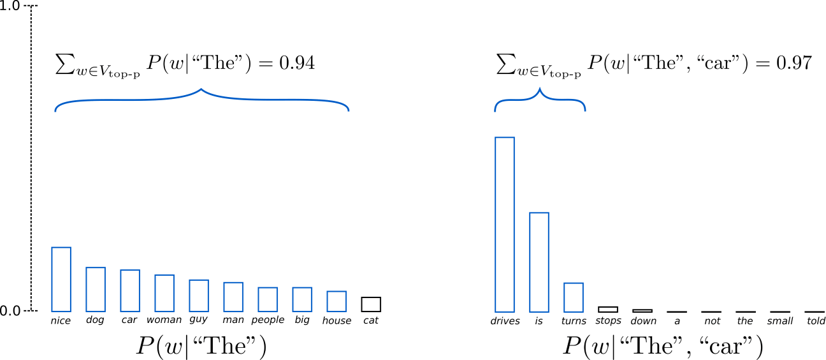 1.0
∑w∈Vtop-p P(w|“The”) = 0.94
∑w∈Vtop-p P(w|“The”, “car”) = 0.97
0.0
nice dog car woman guy man people big house cat
drives is turns stops down a not the small told
P(w|“The”)
P(w|“The”, “car”)